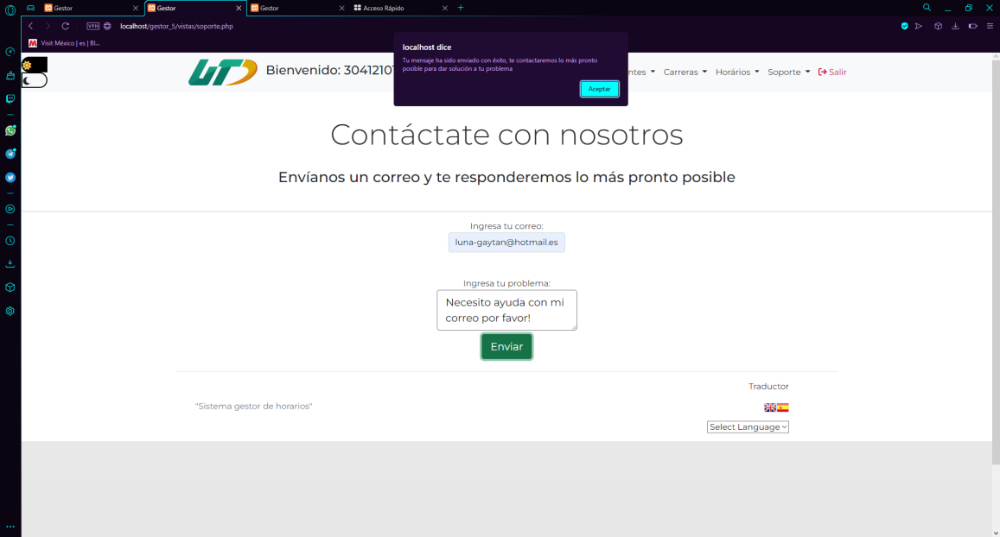 Gestor
Gestor
Gestor
Acceso Rápido
VPN
localhost/gestor_5/vistas/soporte.php
Visit México | es | Bl...
localhost dice
Tu mensaje ha sido enviado con éxito, te contactaremos lo más pronto
posible para dar solución a tu problema
Aceptar
UTD
Bienvenido: 3041210
ntes
Carreras
Horários
Soporte
Salir
Contáctate con nosotros
Envíanos un correo y te responderemos lo más pronto posible
Ingresa tu correo:
luna-gaytan@hotmail.es
Ingresa tu problema:
Necesito ayuda con mi
correo por favor!
Enviar
Traductor
"Sistema gestor de horarios"
Select Language